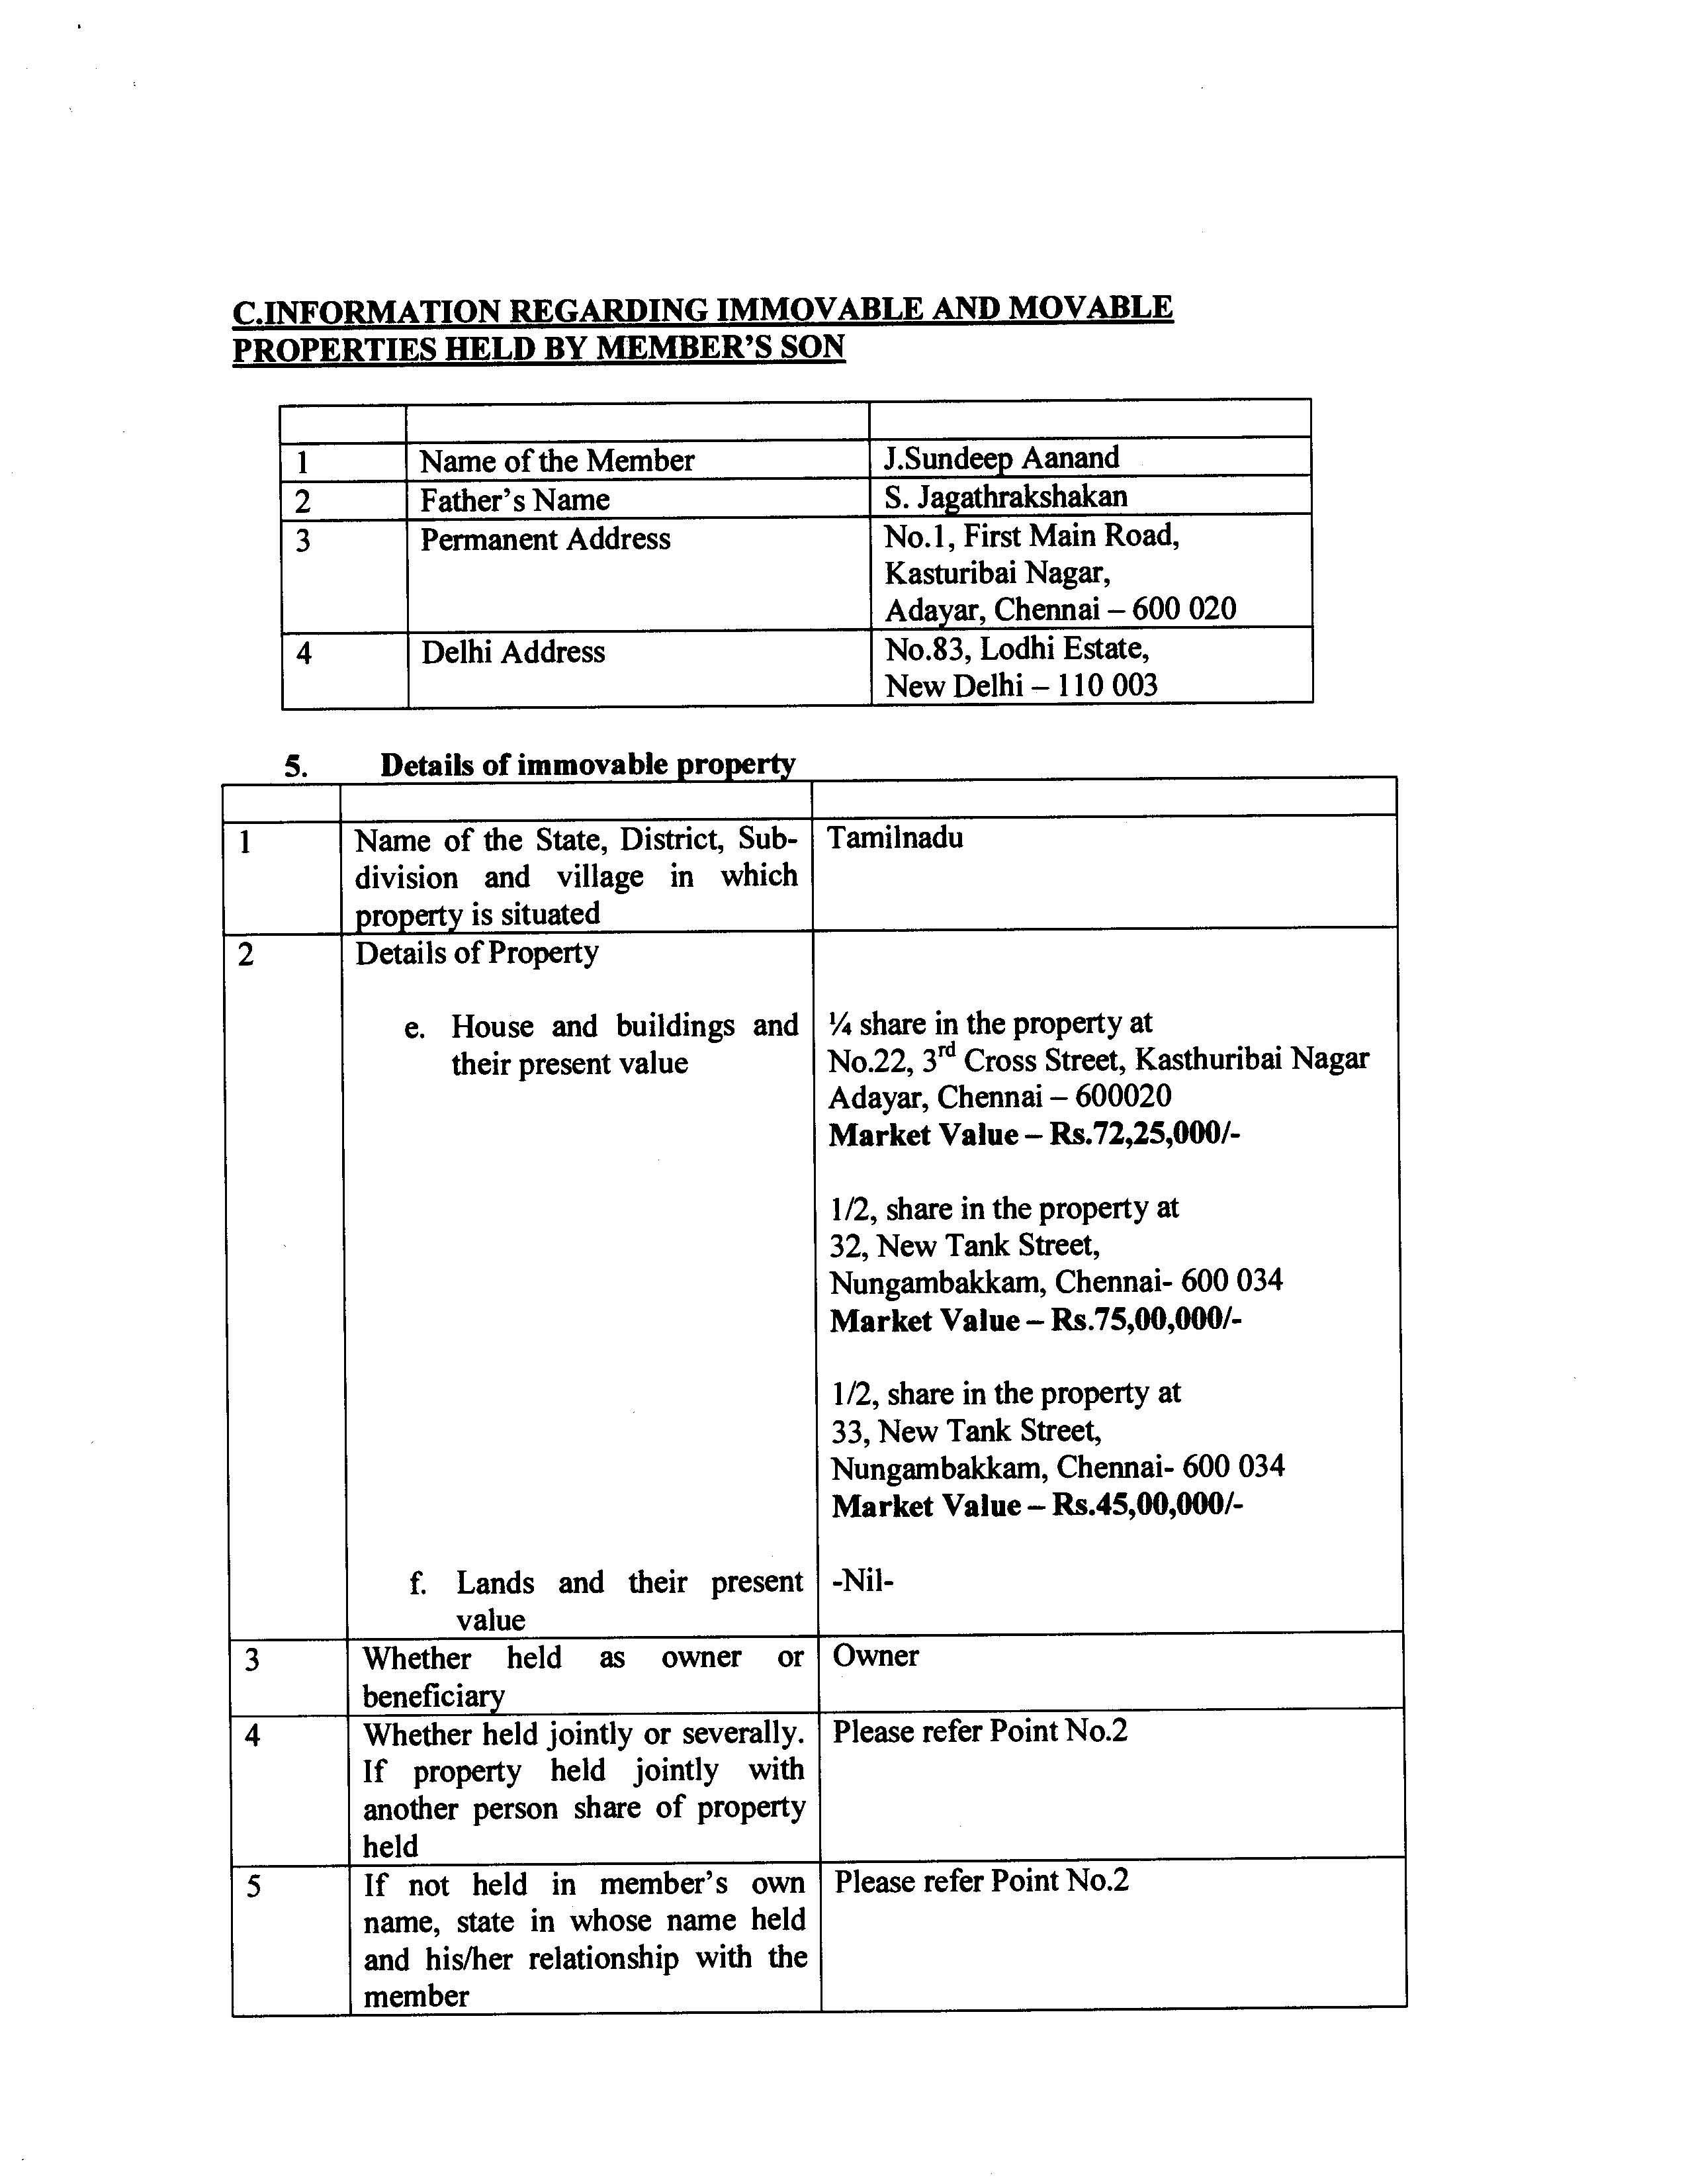 C.INFORMATION REGARDING IMMOVABLE AND MOVABLE
PROPERTIES HELD BY MEMBER'S SON
1 Name of the Member J.Sundeep Aanand
2 Father's Name S. Jagathrakshakan
3 Permanent Address No.1, First Main Road,
Kasturibai Nagar,
Adayar, Chennai – 600 020
4 Delhi Address No.83, Lodhi Estate,
New Delhi – 110 003
5. Details of immovable property
1 Name of the State, District, Sub- Tamilnadu
division and village in which
property is situated
2 Details of Property
e. House and buildings and ¼ share in the property at
their present value No.22, 3rd Cross Street, Kasthuribai Nagar
Adayar, Chennai – 600020
Market Value – Rs.72,25,000/-
1/2, share in the property at
32, New Tank Street,
Nungambakkam, Chennai- 600 034
Market Value – Rs.75,00,000/-
1/2, share in the property at
33, New Tank Street,
Nungambakkam, Chennai- 600 034
Market Value – Rs.45,00,000/-
f. Lands and their present -Nil-
value
3 Whether held as owner or Owner
beneficiary
4 Whether held jointly or severally. Please refer Point No.2
If property held jointly with
another person share of property
held
5 If not held in member's own Please refer Point No.2
name, state in whose name held
and his/her relationship with the
member